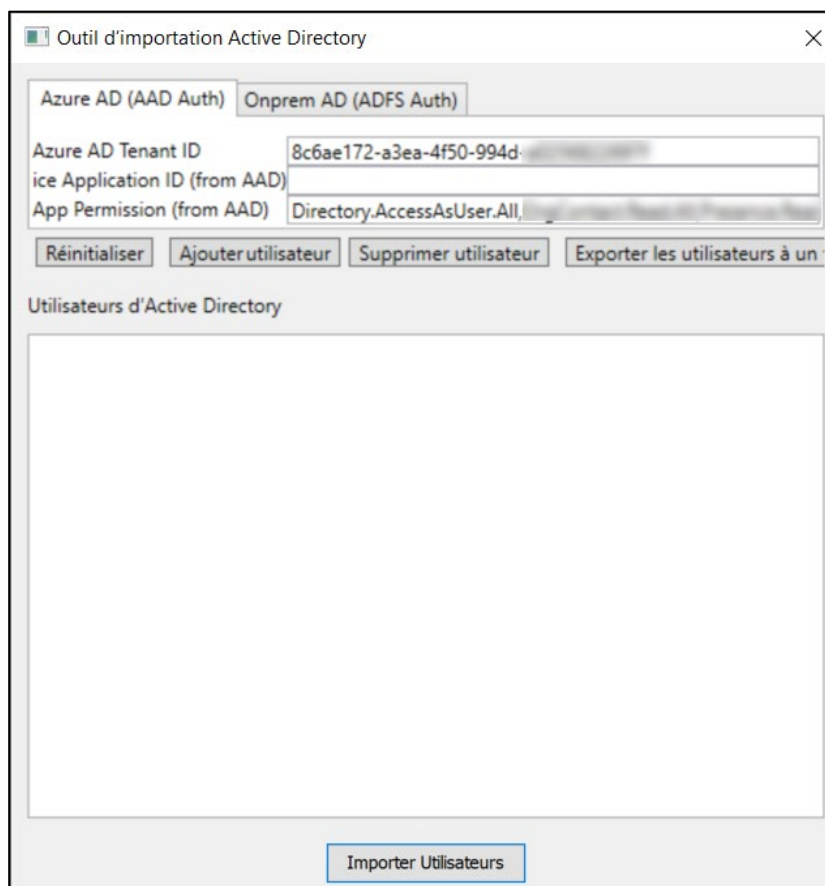 Outil d'importation Active Directory
Azure AD (AAD Auth) Onprem AD (ADFS Auth)
Azure AD Tenant ID 8c6ae172-a3ea-4f50-994d-
ice Application ID (from AAD)
App Permission (from AAD) Directory.AccessAsUser.All,
Réinitialiser Ajouter utilisateur Supprimer utilisateur Exporter les utilisateurs à un
Utilisateurs d'Active Directory
Importer Utilisateurs